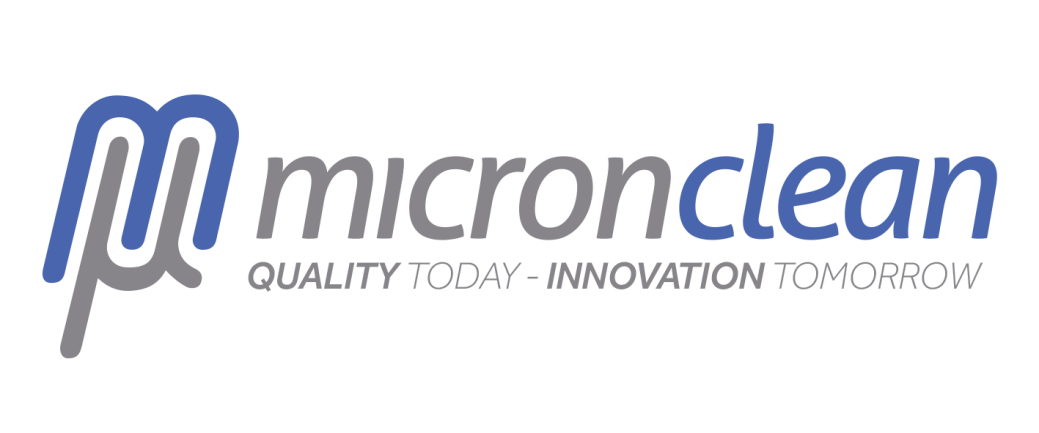 micronclean
QUALITY TODAY - INNOVATION TOMORROW